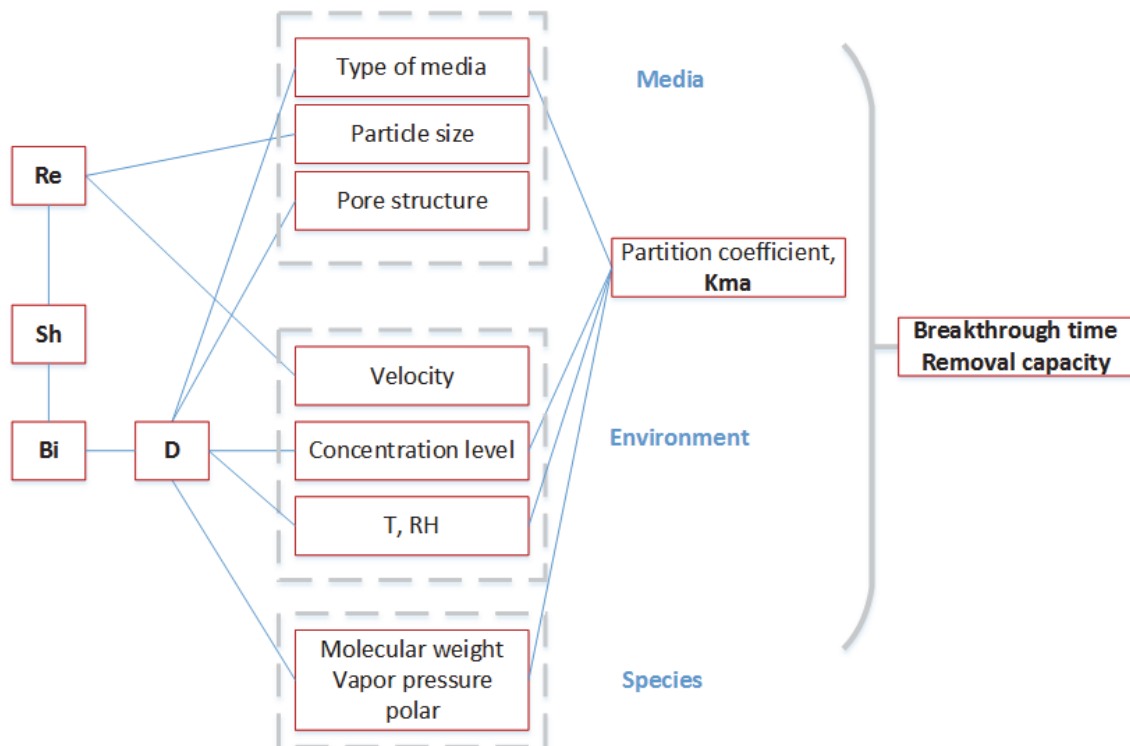 Type of media
Media
Particle size
Re
Pore structure
Partition coefficient,
Kma
Sh
Breakthrough time
Removal capacity
Velocity
Environment
Bi
D
Concentration level
T, RH
Molecular weight
Vapor pressure
polar
Species